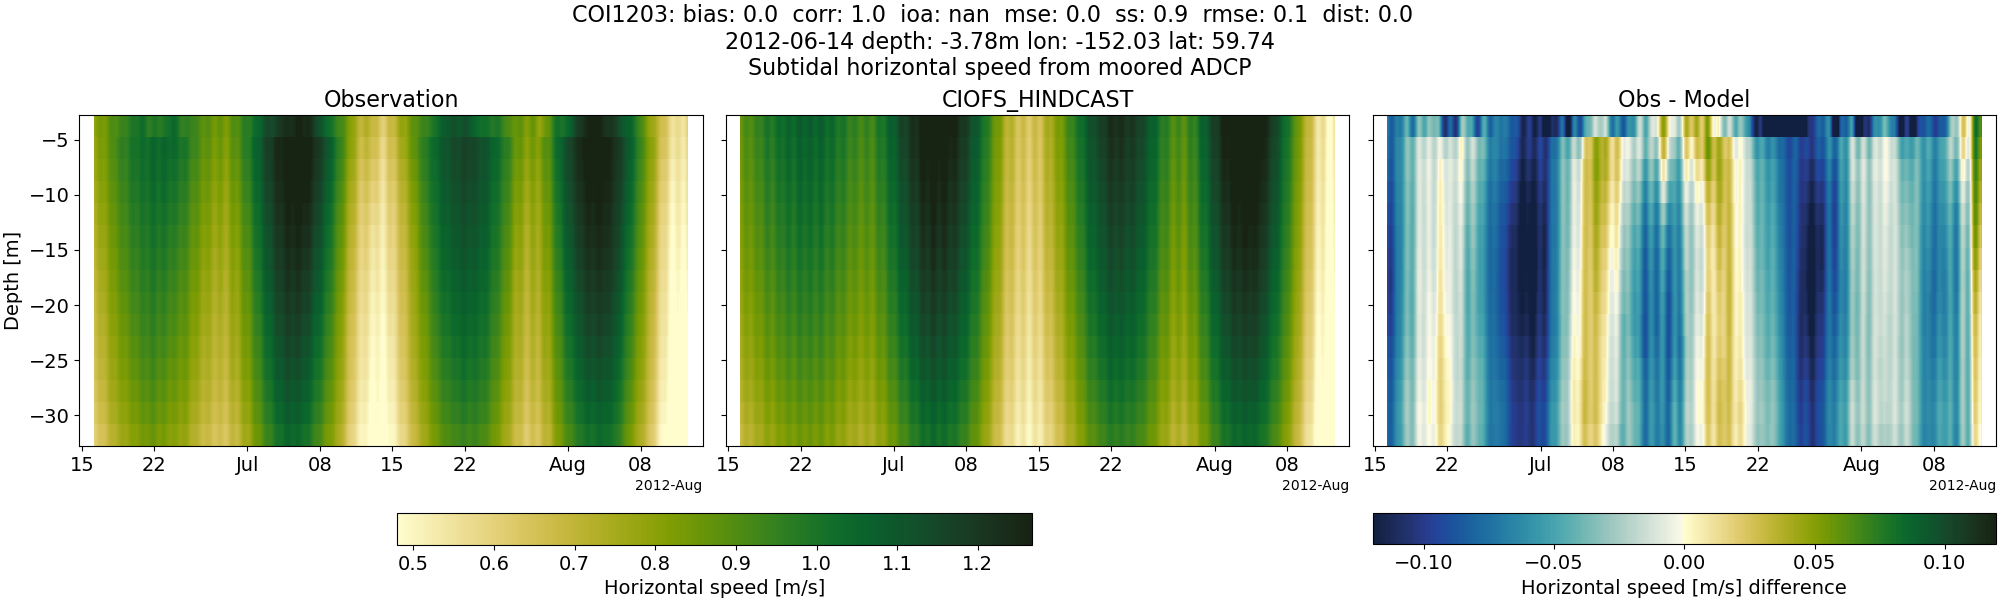 COI1203: bias: 0.0 corr: 1.0 ioa: nan mse: 0.0 ss: 0.9 rmse: 0.1 dist: 0.0
2012-06-14 depth: -3.78m lon: -152.03 lat: 59.74
Subtidal horizontal speed from moored ADCP
Observation
CIOFS_HINDCAST
Obs - Model
Depth [m]
−5
−10
−15
−20
−25
−30
15 22 Jul 08 15 22 Aug 08
2012-Aug
15 22 Jul 08 15 22 Aug 08
2012-Aug
15 22 Jul 08 15 22 Aug 08
2012-Aug
0.5 0.6 0.7 0.8 0.9 1.0 1.1 1.2
Horizontal speed [m/s]
−0.10 −0.05 0.00 0.05 0.10
Horizontal speed [m/s] difference